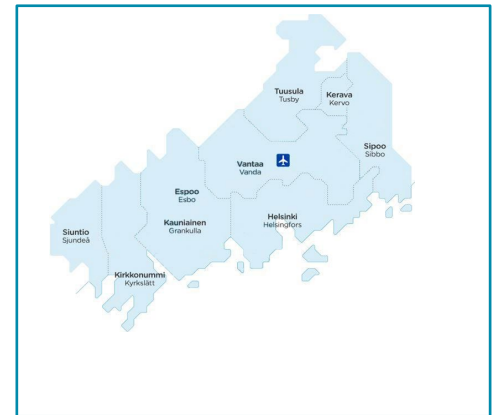 Tuusula
Tusby
Kerava
Kervo
Sipoo
Sibbo
Vantaa
Vanda
Espoo
Esbo
Kauniainen
Grankulla
Helsinki
Helsingfors
Siuntio
Sjundeå
Kirkkonummi
Kyrkslätt